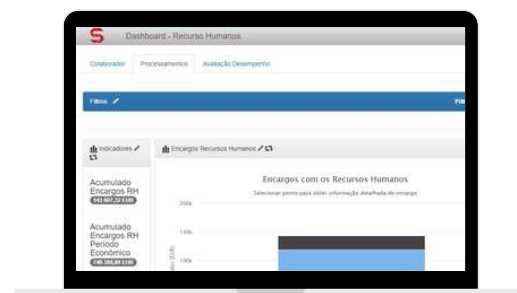 S
Dashboard - Recurso Humanos
Colaborador
Processamentos
Avaliação Desempenho
Filtros
Indicadores
Encargos Recursos Humanos
Acumulado
Encargos RH
Encargos com os Recursos Humanos
Selecionar ponto para obter informação detalhada de encargo
200k
Acumulado
Encargos RH
Período
Económico
150k
100k